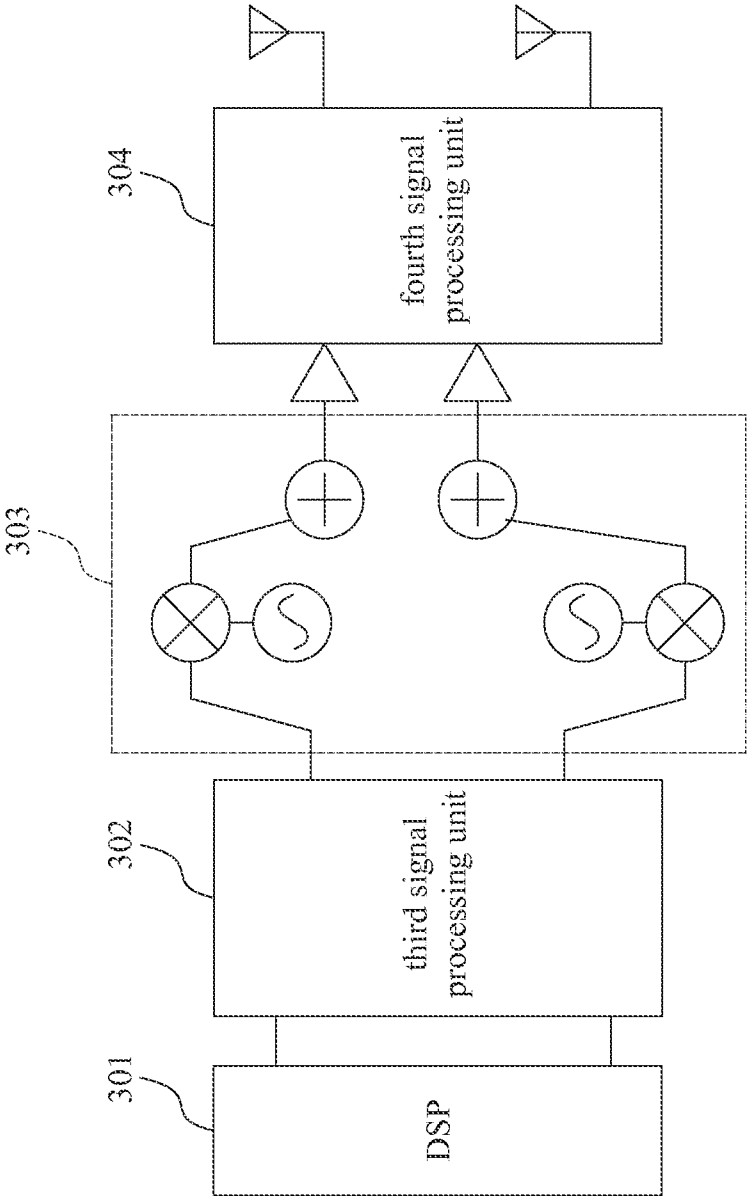 301
302
303
304
DSP
third signal
processing unit
fourth signal
processing unit